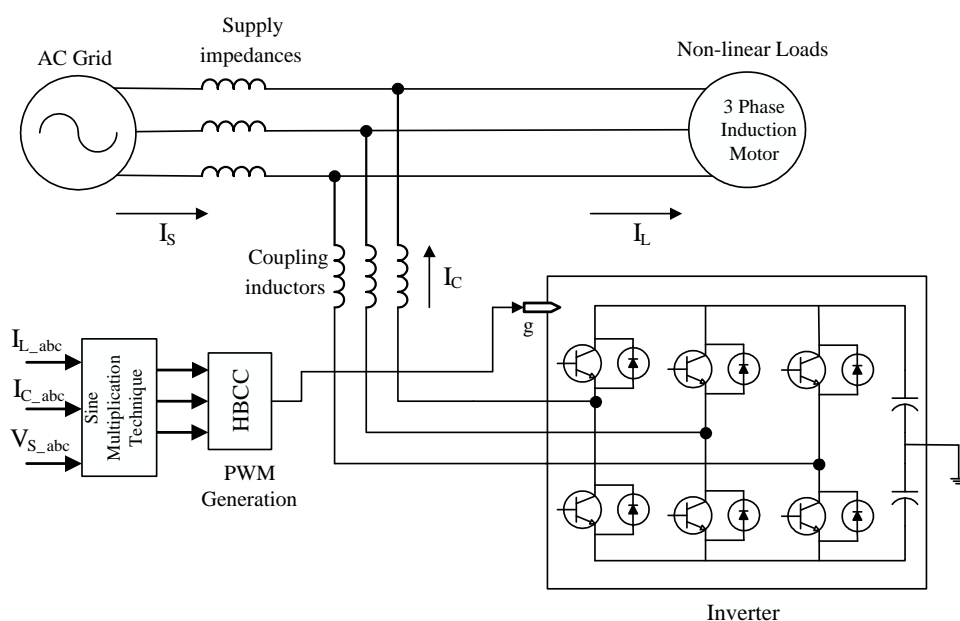 Supply
impedances
AC Grid
Non-linear Loads
3 Phase
Induction
Motor
I_S
I_L
Coupling
inductors
I_C
g
I_L_abc
I_C_abc
V_S_abc
Sine
Multiplication
Technique
HBCC
PWM
Generation
Inverter